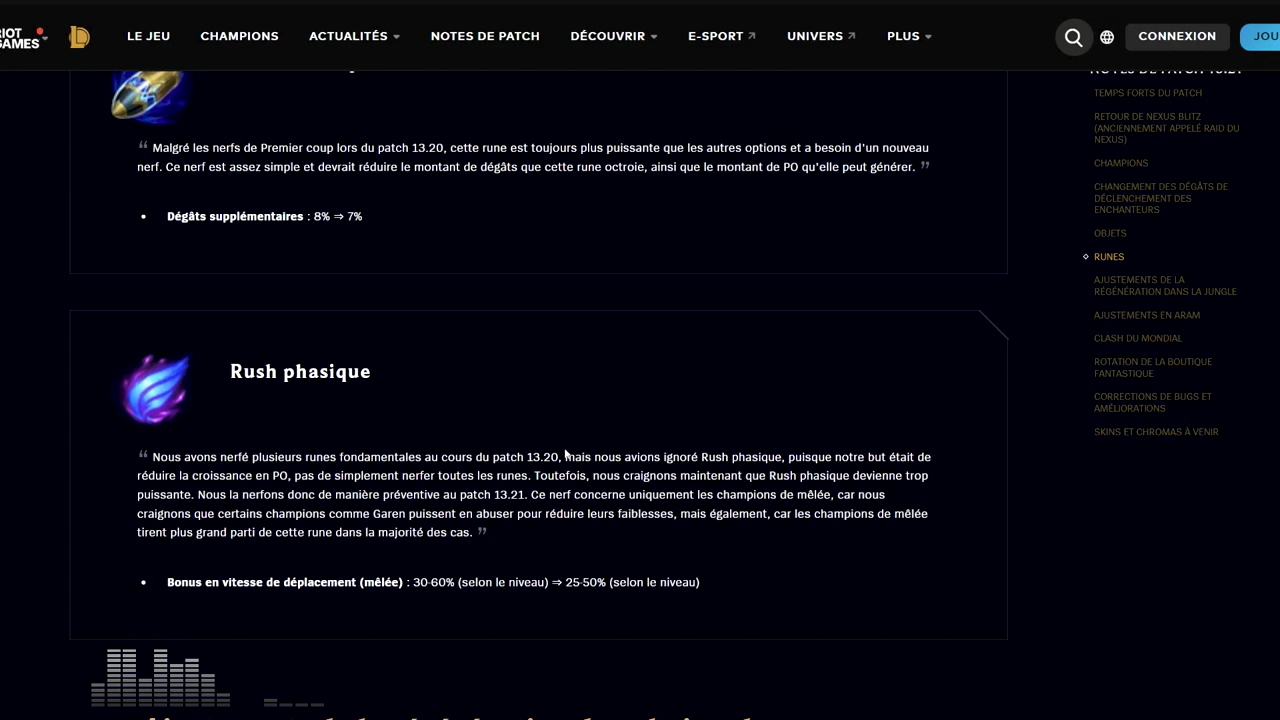 RIOT
GAMES
LE JEU
CHAMPIONS
ACTUALITÉS
NOTES DE PATCH
DÉCOUVRIR
E-SPORT
UNIVERS
PLUS
CONNEXION
JOU
“ Malgré les nerfs de Premier coup lors du patch 13.20, cette rune est toujours plus puissante que les autres options et a besoin d'un nouveau
nerf. Ce nerf est assez simple et devrait réduire le montant de dégâts que cette rune octroie, ainsi que le montant de PO qu'elle peut générer. ”
• Dégâts supplémentaires : 8% ⇒ 7%
Rush phasique
“ Nous avons nerfé plusieurs runes fondamentales au cours du patch 13.20, mais nous avions ignoré Rush phasique, puisque notre but était de
réduire la croissance en PO, pas de simplement nerfer toutes les runes. Toutefois, nous craignons maintenant que Rush phasique devienne trop
puissante. Nous la nerfons donc de manière préventive au patch 13.21. Ce nerf concerne uniquement les champions de mêlée, car nous
craignons que certains champions comme Garen puissent en abuser pour réduire leurs faiblesses, mais également, car les champions de mêlée
tirent plus grand parti de cette rune dans la majorité des cas. ”
• Bonus en vitesse de déplacement (mêlée) : 30-60% (selon le niveau) ⇒ 25-50% (selon le niveau)
NOTES DE PATCH 13.21
TEMPS FORTS DU PATCH
RETOUR DE NEXUS BLITZ
(ANCIENNEMENT APPELÉ RAID DU
NEXUS)
CHAMPIONS
CHANGEMENT DES DÉGÂTS DE
DÉCLENCHEMENT DES
ENCHANTEURS
OBJETS
RUNES
AJUSTEMENTS DE LA
RÉGÉNÉRATION DANS LA JUNGLE
AJUSTEMENTS EN ARAM
CLASH DU MONDIAL
ROTATION DE LA BOUTIQUE
FANTASTIQUE
CORRECTIONS DE BUGS ET
AMÉLIORATIONS
SKINS ET CHROMAS À VENIR